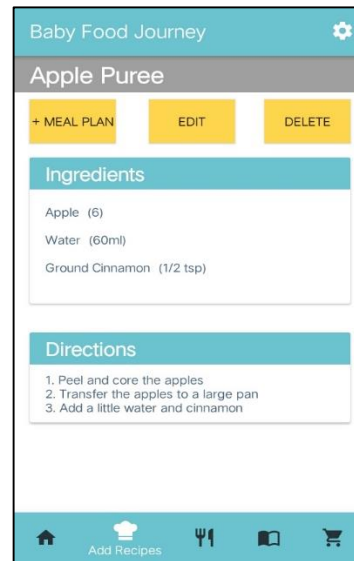 Baby Food Journey
Apple Puree
+ MEAL PLAN EDIT DELETE
Ingredients
Apple (6)
Water (60ml)
Ground Cinnamon (1/2 tsp)
Directions
1. Peel and core the apples
2. Transfer the apples to a large pan
3. Add a little water and cinnamon
Add Recipes